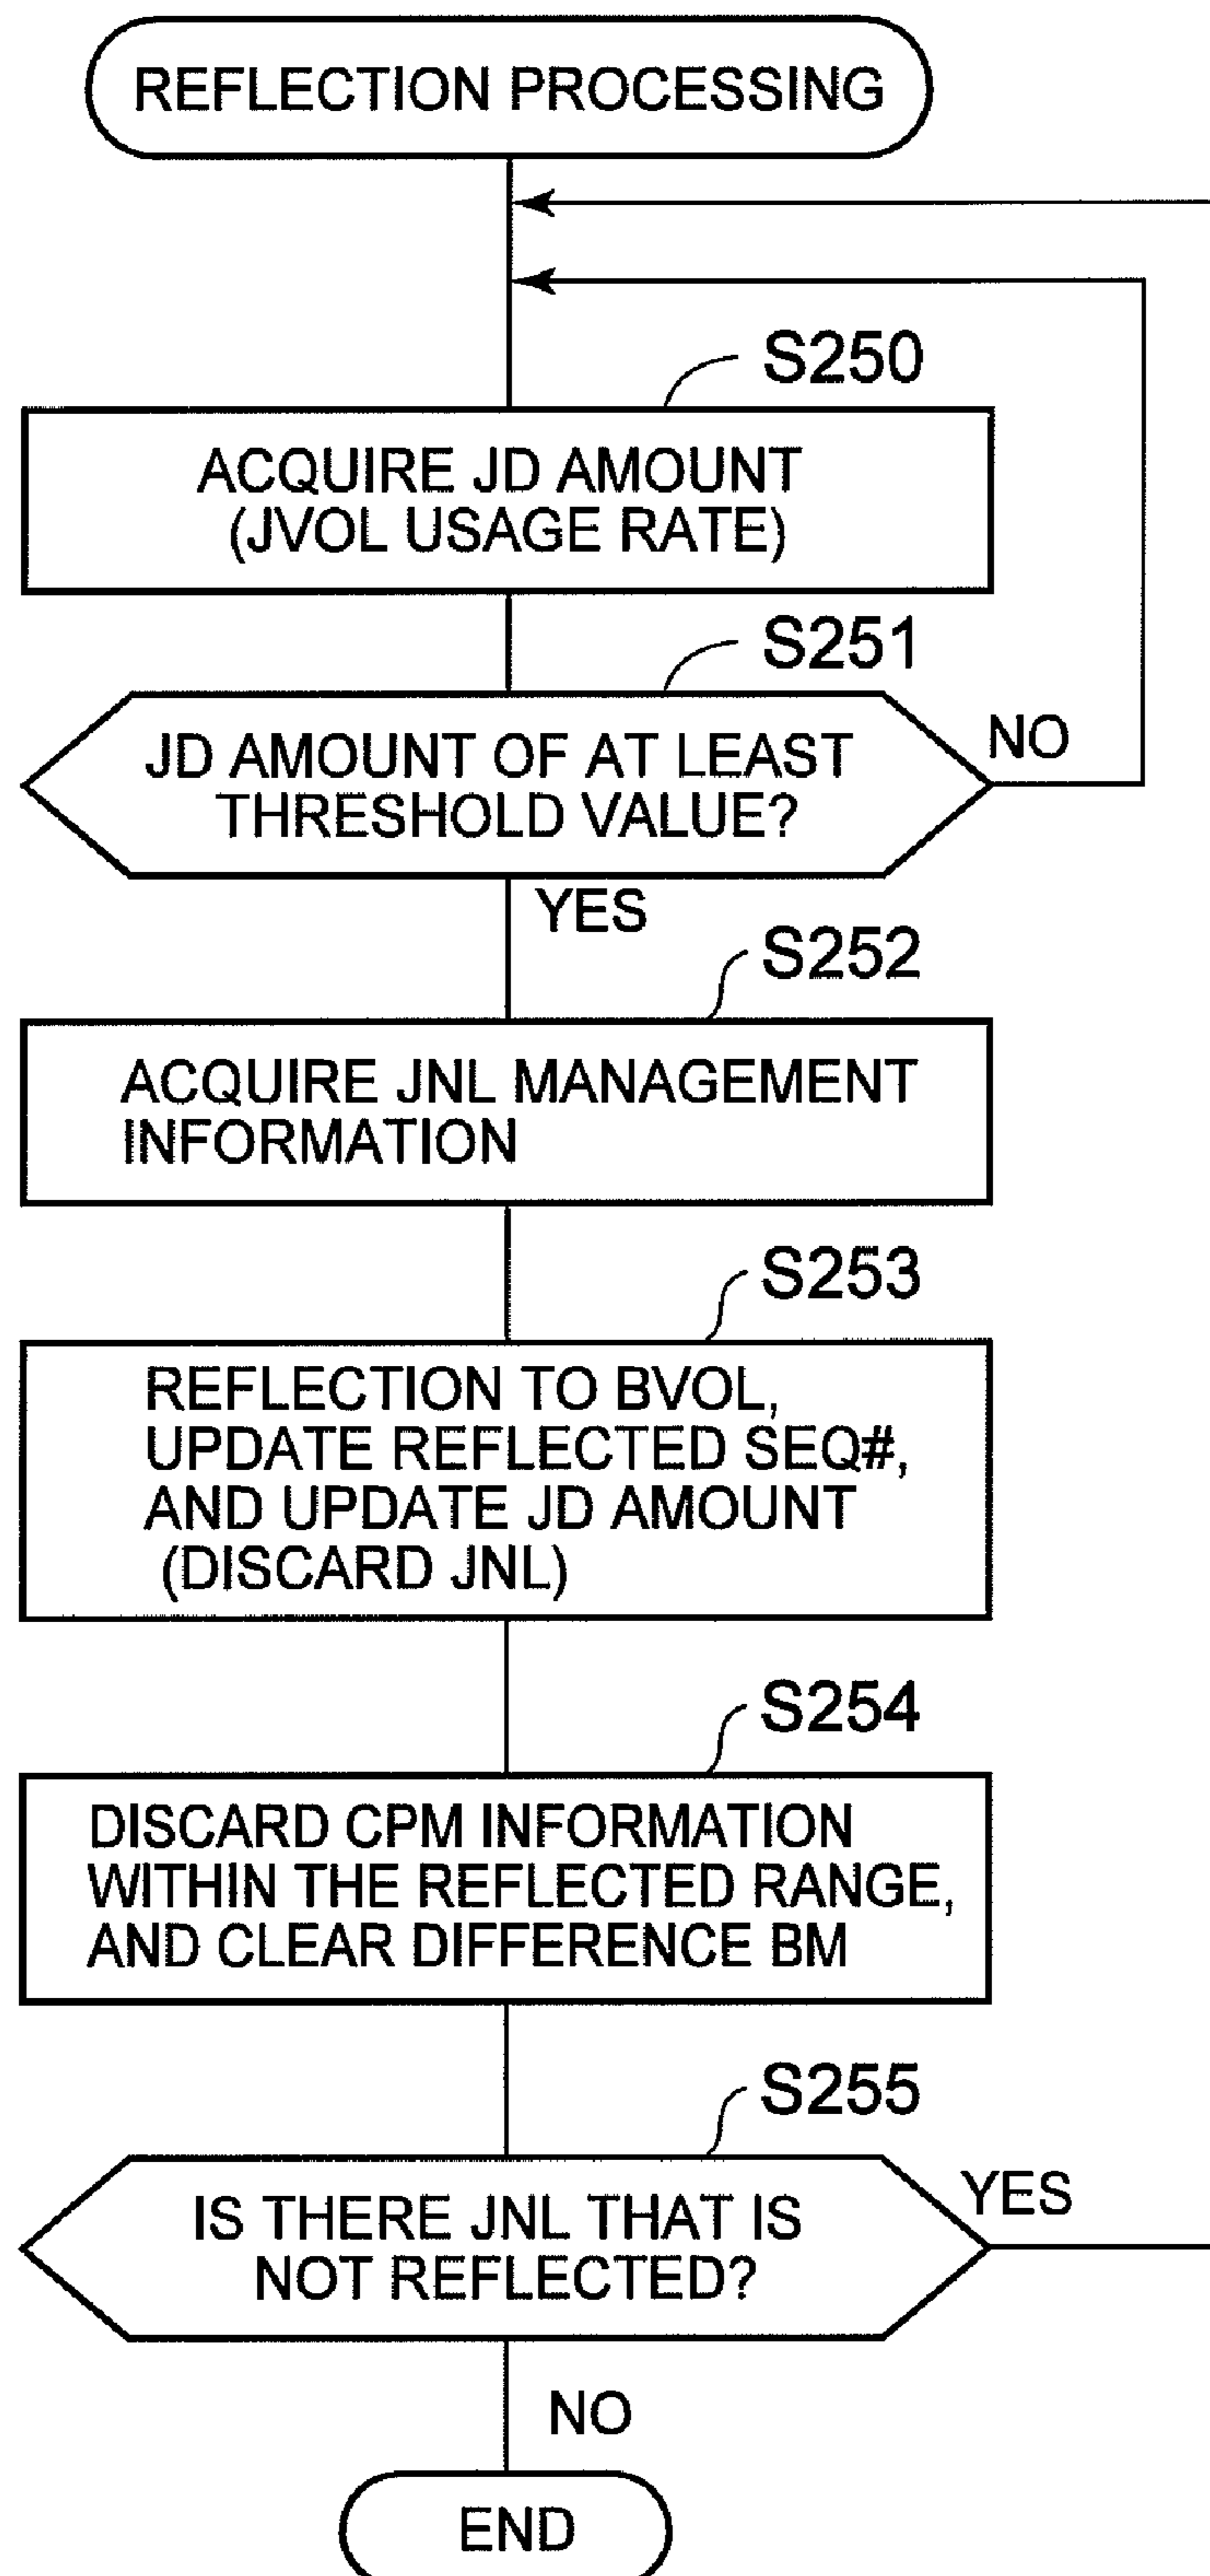 REFLECTION PROCESSING
S250
ACQUIRE JD AMOUNT
(JVOL USAGE RATE)
S251
JD AMOUNT OF AT LEAST
THRESHOLD VALUE?
NO
YES
S252
ACQUIRE JNL MANAGEMENT
INFORMATION
S253
REFLECTION TO BVOL,
UPDATE REFLECTED SEQ#,
AND UPDATE JD AMOUNT
(DISCARD JNL)
S254
DISCARD CPM INFORMATION
WITHIN THE REFLECTED RANGE,
AND CLEAR DIFFERENCE BM
S255
IS THERE JNL THAT IS
NOT REFLECTED?
YES
NO
END